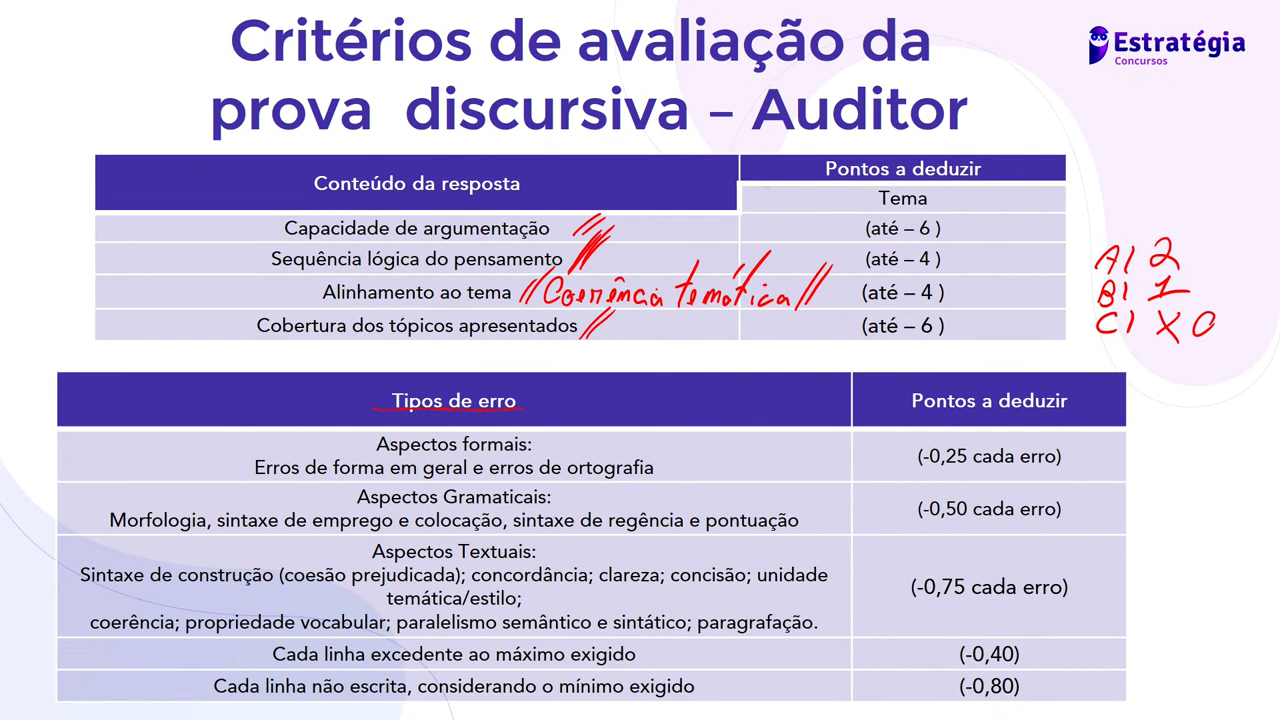 Critérios de avaliação da
prova discursiva – Auditor
Estratégia
Concursos
Conteúdo da resposta
Pontos a deduzir
Tema
Capacidade de argumentação
(até – 6 )
Sequência lógica do pensamento
(até – 4 )
Alinhamento ao tema
Coerência temática
(até – 4 )
Cobertura dos tópicos apresentados
(até – 6 )
A) 2
B) 1
C) X 0
Tipos de erro
Pontos a deduzir
Aspectos formais:
Erros de forma em geral e erros de ortografia
(-0,25 cada erro)
Aspectos Gramaticais:
Morfologia, sintaxe de emprego e colocação, sintaxe de regência e pontuação
(-0,50 cada erro)
Aspectos Textuais:
Sintaxe de construção (coesão prejudicada); concordância; clareza; concisão; unidade
temática/estilo;
coerência; propriedade vocabular; paralelismo semântico e sintático; paragrafação.
(-0,75 cada erro)
Cada linha excedente ao máximo exigido
(-0,40)
Cada linha não escrita, considerando o mínimo exigido
(-0,80)